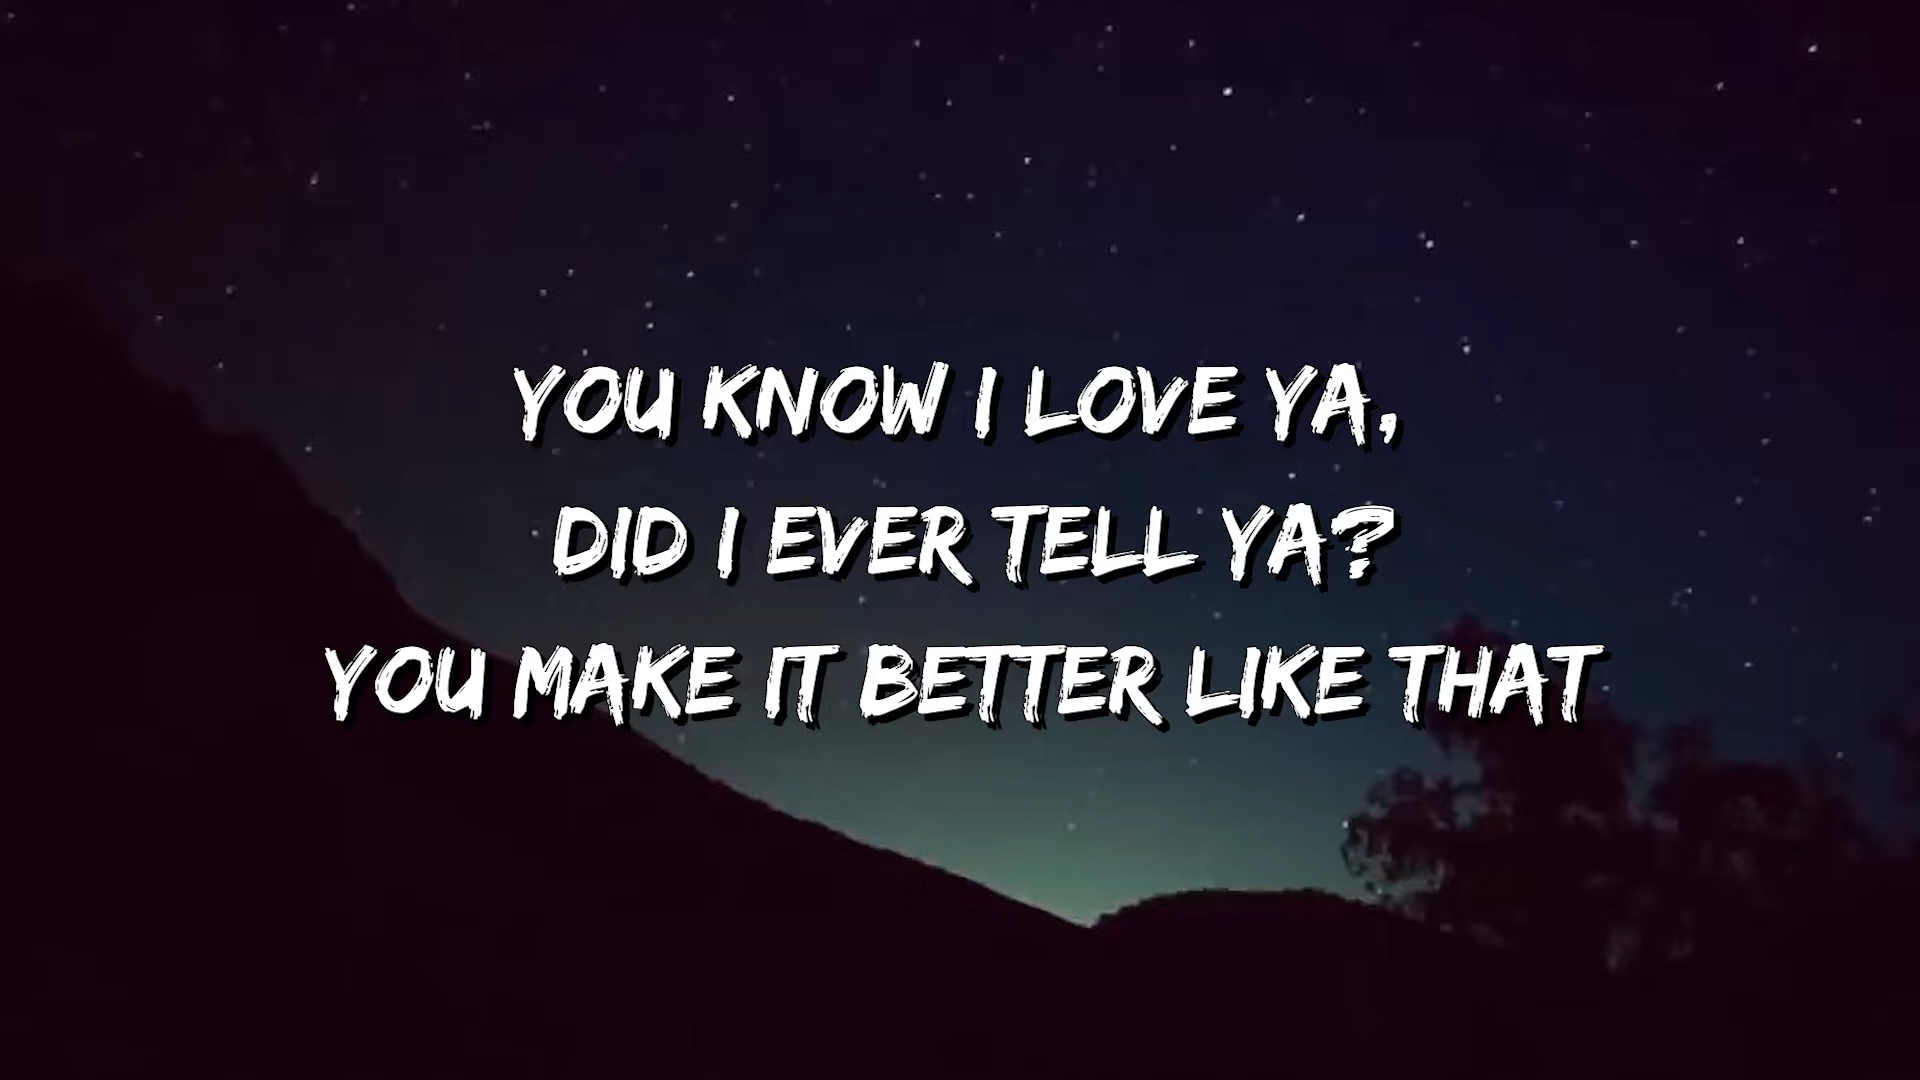 YOU KNOW I LOVE YA,
DID I EVER TELL YA?
YOU MAKE IT BETTER LIKE THAT